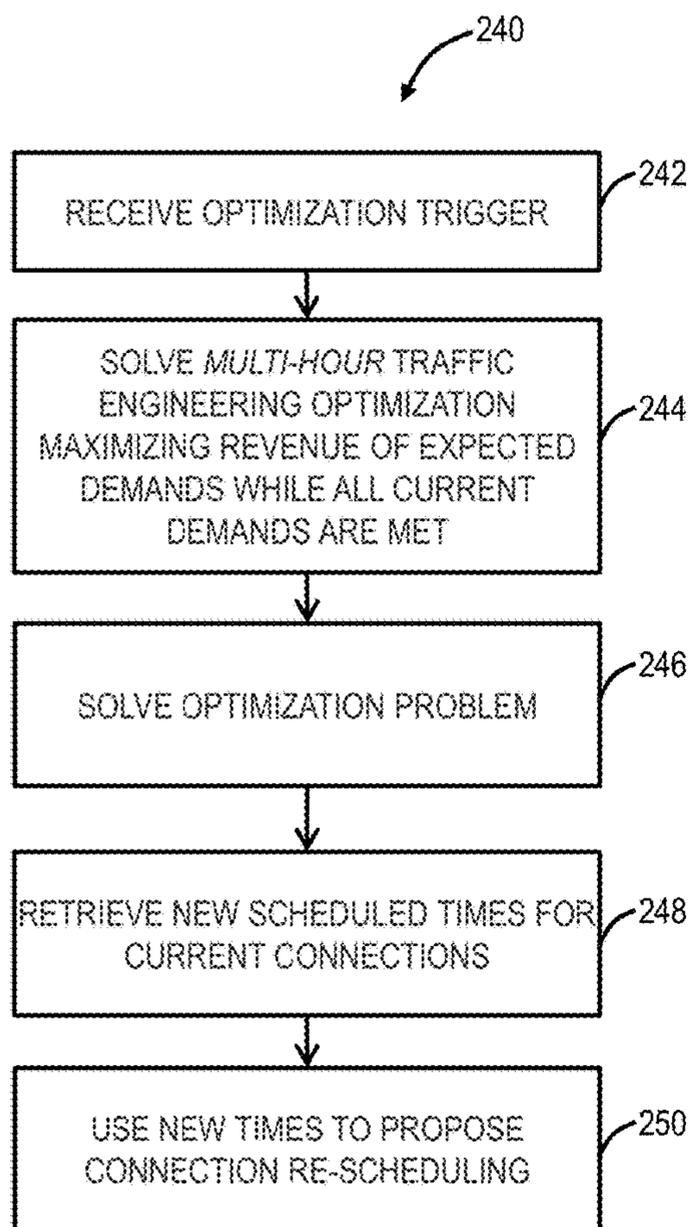 240
242
RECEIVE OPTIMIZATION TRIGGER
SOLVE MULTI-HOUR TRAFFIC
ENGINEERING OPTIMIZATION
MAXIMIZING REVENUE OF EXPECTED
DEMANDS WHILE ALL CURRENT
DEMANDS ARE MET
244
246
SOLVE OPTIMIZATION PROBLEM
RETRIEVE NEW SCHEDULED TIMES FOR
CURRENT CONNECTIONS
248
USE NEW TIMES TO PROPOSE
CONNECTION RE-SCHEDULING
250